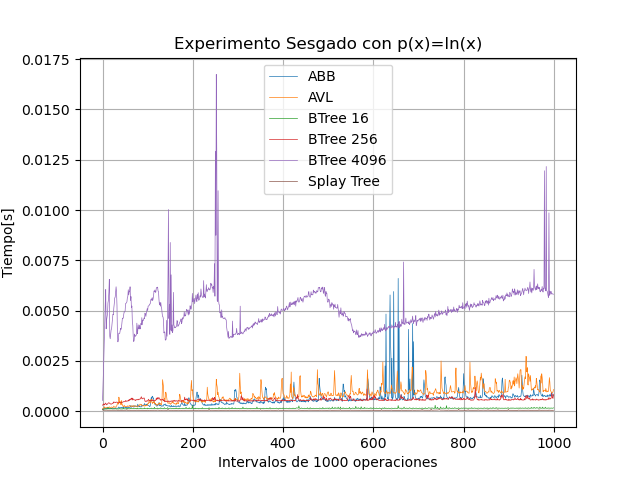 Experimento Sesgado con p(x)=ln(x)
ABB
AVL
BTree 16
BTree 256
BTree 4096
Splay Tree
Tiempo[s]
0.0175
0.0150
0.0125
0.0100
0.0075
0.0050
0.0025
0.0000
0 200 400 600 800 1000
Intervalos de 1000 operaciones